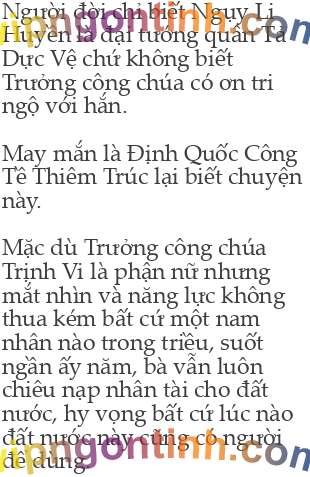 Người đời chỉ biết Ngụy Li
Huyền là đại tướng quân Tả
Dực Vệ chứ không biết
Trưởng công chúa có ơn tri
ngộ với hắn.
May mắn là Định Quốc Công
Tề Thiêm Trúc lại biết chuyện
này.
Mặc dù Trưởng công chúa
Trịnh Vi là phận nữ nhưng
mắt nhìn và năng lực không
thua kém bất cứ một nam
nhân nào trong triều, suốt
ngần ấy năm, bà vẫn luôn
chiêu nạp nhân tài cho đất
nước, hy vọng bất cứ lúc nào
đất nước này cũng có người
để dùng.
vipngontinh.com
vipngontinh.com